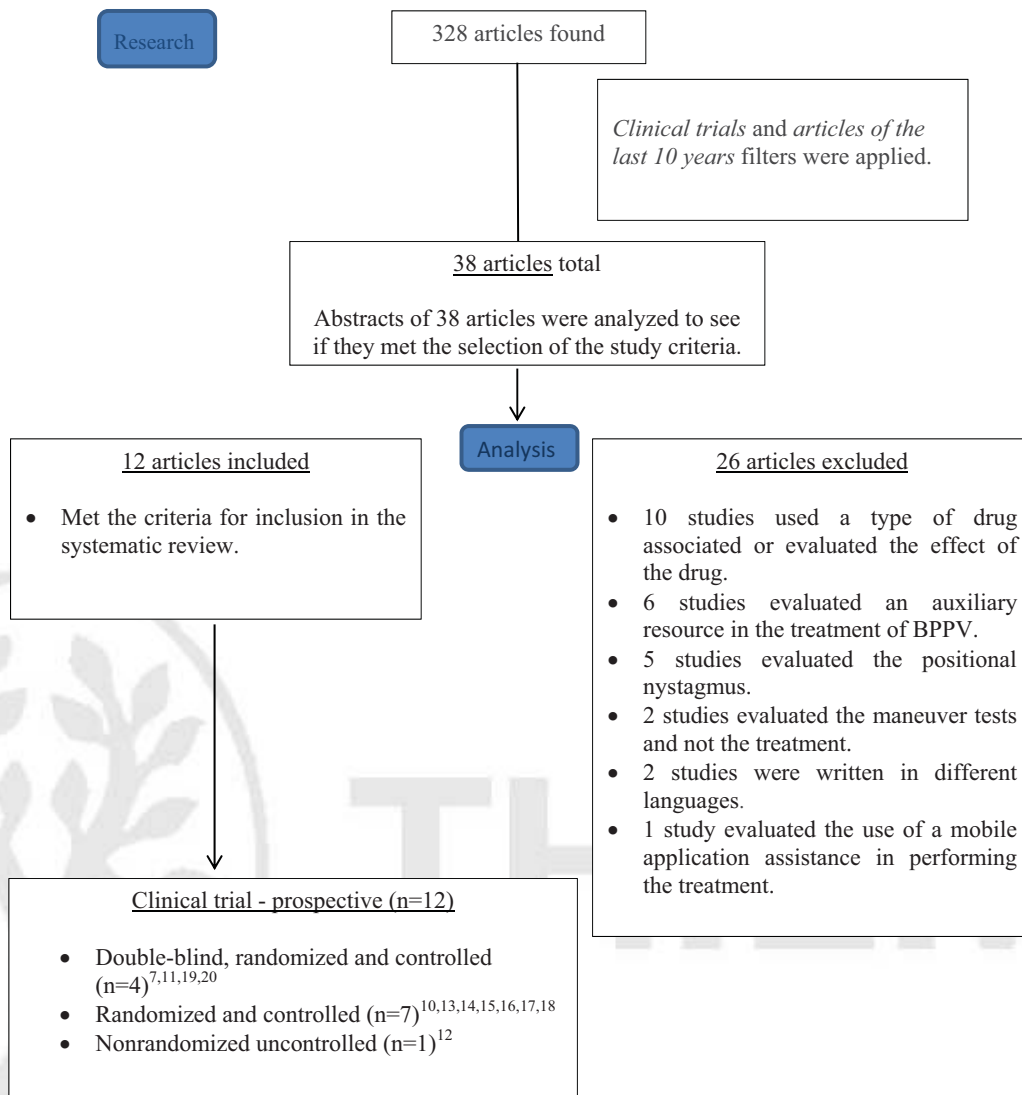 Research
328 articles found
Clinical trials and articles of the
last 10 years filters were applied.
38 articles total
Abstracts of 38 articles were analyzed to see
if they met the selection of the study criteria.
Analysis
12 articles included
• Met the criteria for inclusion in the
systematic review.
26 articles excluded
• 10 studies used a type of drug
associated or evaluated the effect of
the drug.
• 6 studies evaluated an auxiliary
resource in the treatment of BPPV.
• 5 studies evaluated the positional
nystagmus.
• 2 studies evaluated the maneuver tests
and not the treatment.
• 2 studies were written in different
languages.
• 1 study evaluated the use of a mobile
application assistance in performing
the treatment.
Clinical trial - prospective (n=12)
• Double-blind, randomized and controlled
(n=4)7,11,19,20
• Randomized and controlled (n=7)10,13,14,15,16,17,18
• Nonrandomized uncontrolled (n=1)12